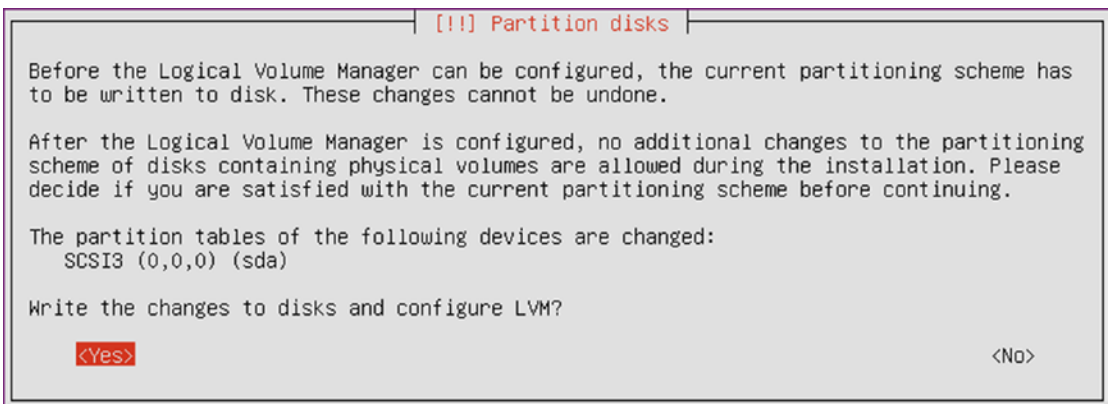 [!!] Partition disks
Before the Logical Volume Manager can be configured, the current partitioning scheme has
to be written to disk. These changes cannot be undone.
After the Logical Volume Manager is configured, no additional changes to the partitioning
scheme of disks containing physical volumes are allowed during the installation. Please
decide if you are satisfied with the current partitioning scheme before continuing.
The partition tables of the following devices are changed:
SCSI3 (0,0,0) (sda)
Write the changes to disks and configure LVM?
<Yes> <No>